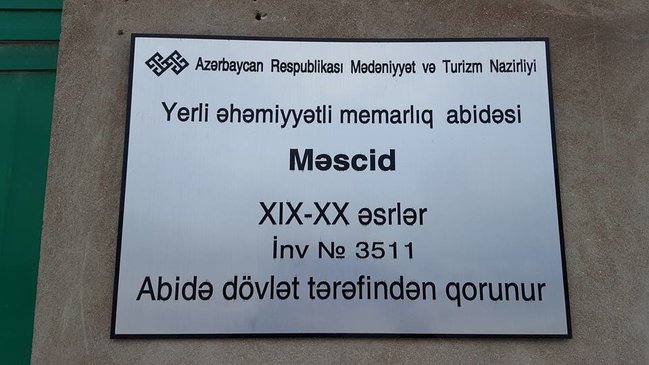 Azərbaycan Respublikası Mədəniyyət və Turizm Nazirliyi
Yerli əhəmiyyətli memarlıq abidəsi
Məscid
XIX-XX əsrlər
İnv № 3511
Abidə dövlət tərəfindən qorunur